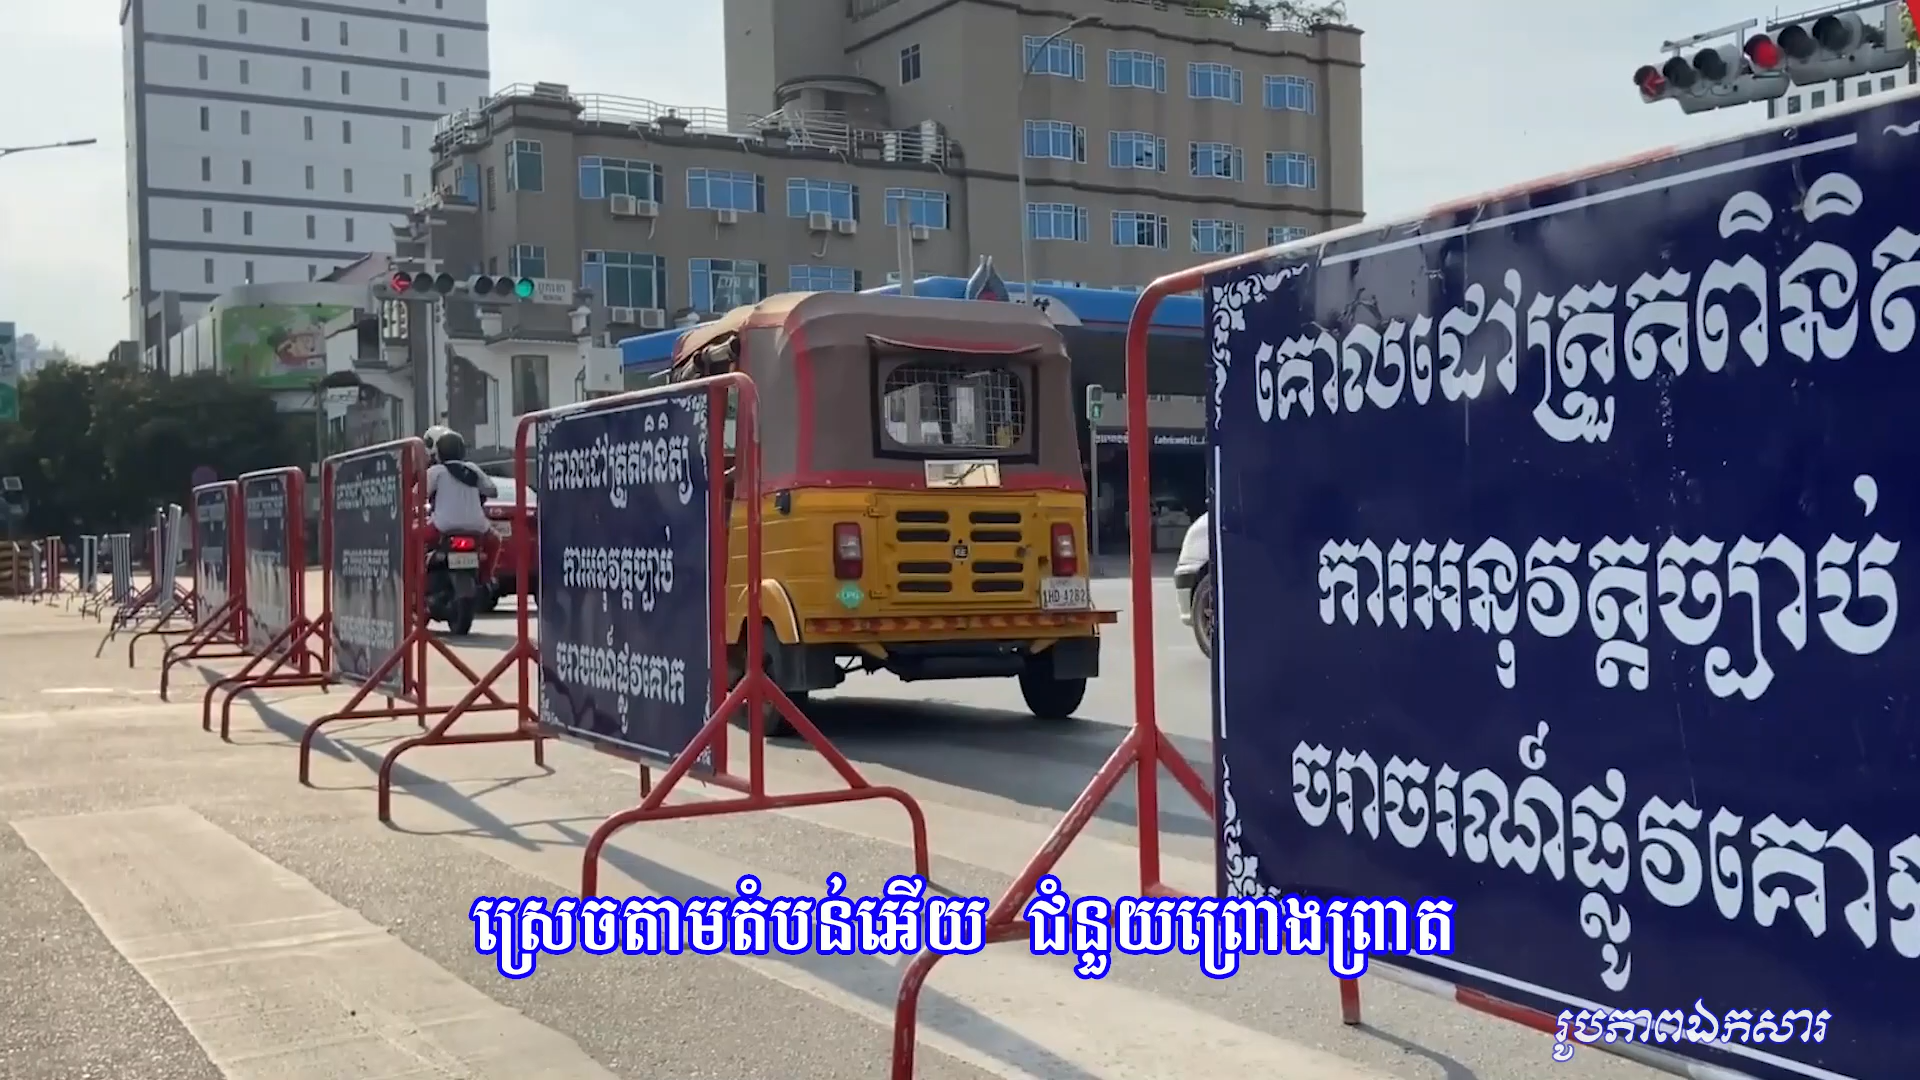 គោលដៅត្រួតពិនិត្យ
ការអនុវត្តច្បាប់
ចរាចរណ៍ផ្លូវគោក
គោលដៅត្រួតពិនិត
ការអនុវត្តច្បាប់
ចរាចរណ៍ផ្លូវគោក
1HD-4282
ស្រេចតាមតំបន់អើយ ជំនួយព្រោងព្រាត
រូបភាពឯកសារ